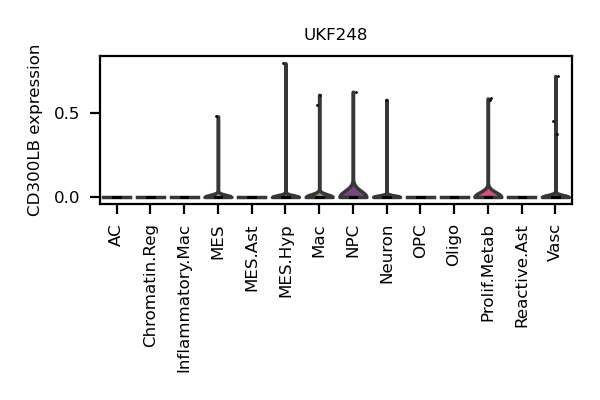 UKF248
CD300LB expression
0.5
0.0
AC
Chromatin.Reg
Inflammatory.Mac
MES
MES.Ast
MES.Hyp
Mac
NPC
Neuron
OPC
Oligo
Prolif.Metab
Reactive.Ast
Vasc